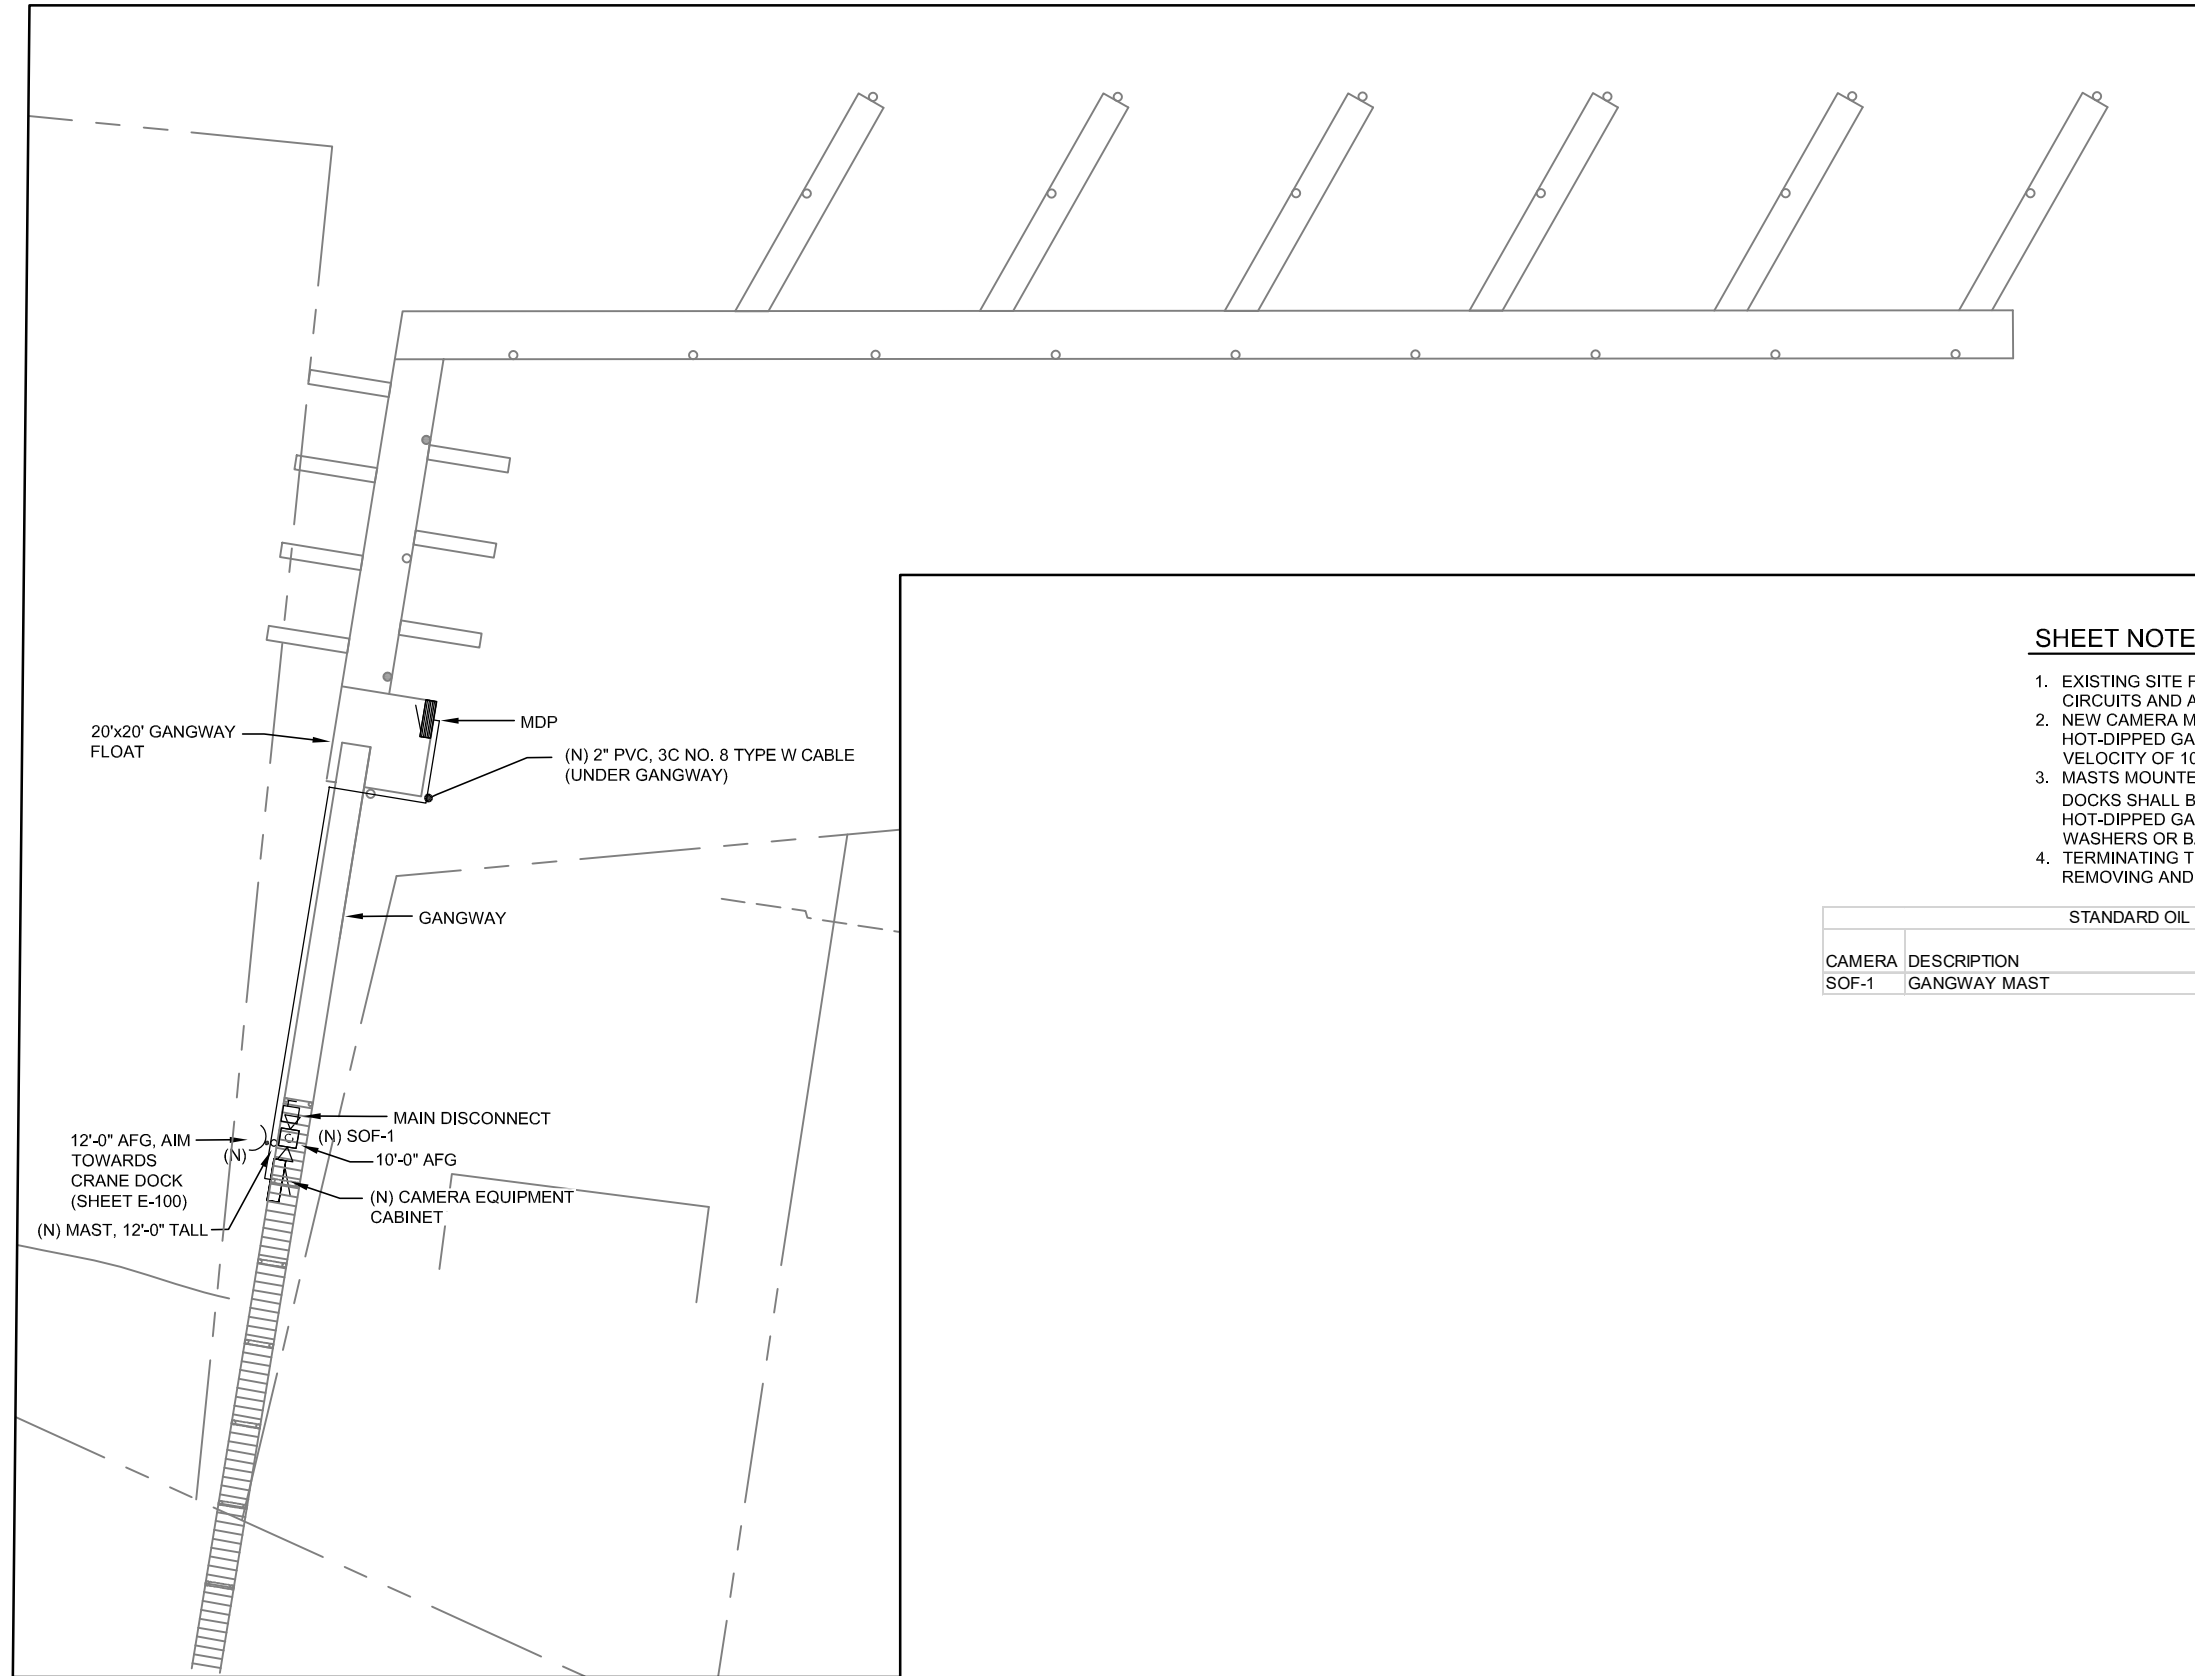 20'x20' GANGWAY
FLOAT
MDP
(N) 2" PVC, 3C NO. 8 TYPE W CABLE
(UNDER GANGWAY)
GANGWAY
MAIN DISCONNECT
(N) SOF-1
10'-0" AFG
12'-0" AFG, AIM
TOWARDS
CRANE DOCK
(SHEET E-100)
(N)
(N) MAST, 12'-0" TALL
(N) CAMERA EQUIPMENT
CABINET
C
SHEET NOTE
1. EXISTING SITE
CIRCUITS AND A
2. NEW CAMERA M
HOT-DIPPED GA
VELOCITY OF 10
3. MASTS MOUNTE
DOCKS SHALL B
HOT-DIPPED GA
WASHERS OR BA
4. TERMINATING T
REMOVING AND
STANDARD OIL
CAMERA DESCRIPTION
SOF-1 GANGWAY MAST